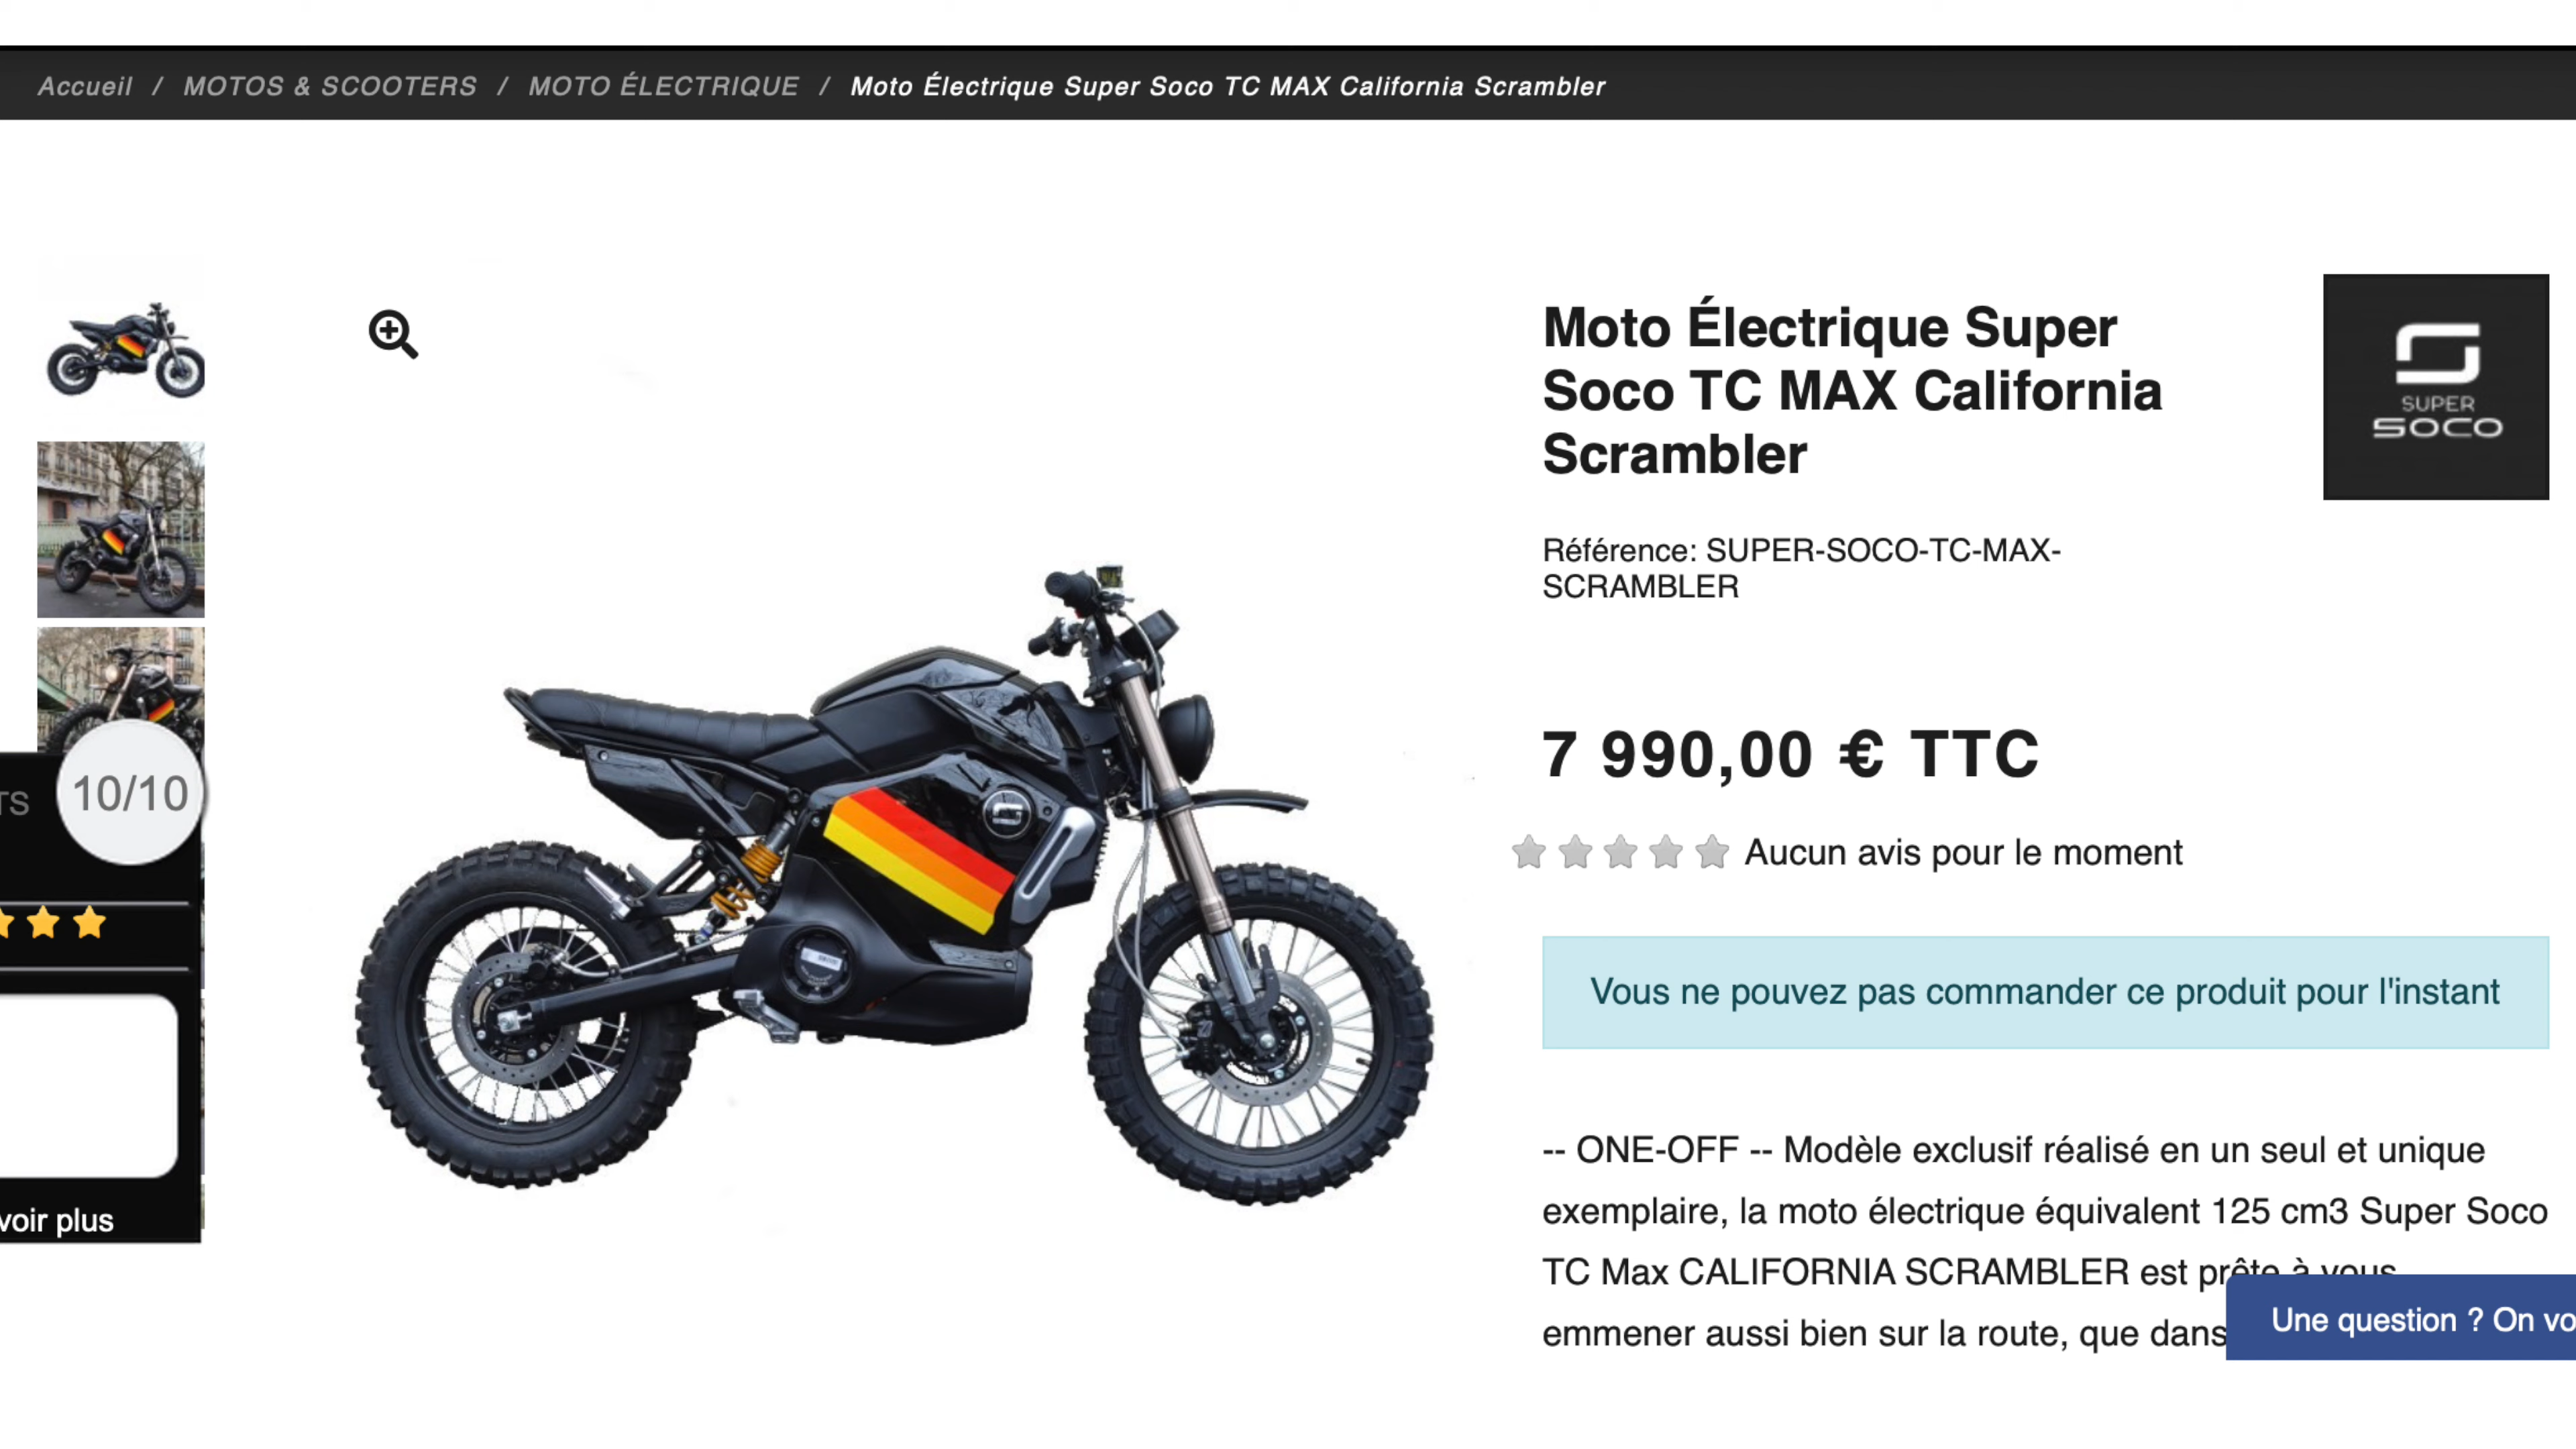 Accueil / MOTOS & SCOOTERS / MOTO ÉLECTRIQUE / Moto Électrique Super Soco TC MAX California Scrambler
Moto Électrique Super
Soco TC MAX California
Scrambler
SUPER
SOCO
Référence: SUPER-SOCO-TC-MAX-
SCRAMBLER
7 990,00 € TTC
TS
10/10
Aucun avis pour le moment
Vous ne pouvez pas commander ce produit pour l'instant
-- ONE-OFF -- Modèle exclusif réalisé en un seul et unique
exemplaire, la moto électrique équivalent 125 cm3 Super Soco
TC Max CALIFORNIA SCRAMBLER est prête à vous
emmener aussi bien sur la route, que dans
voir plus
Une question ? On vo